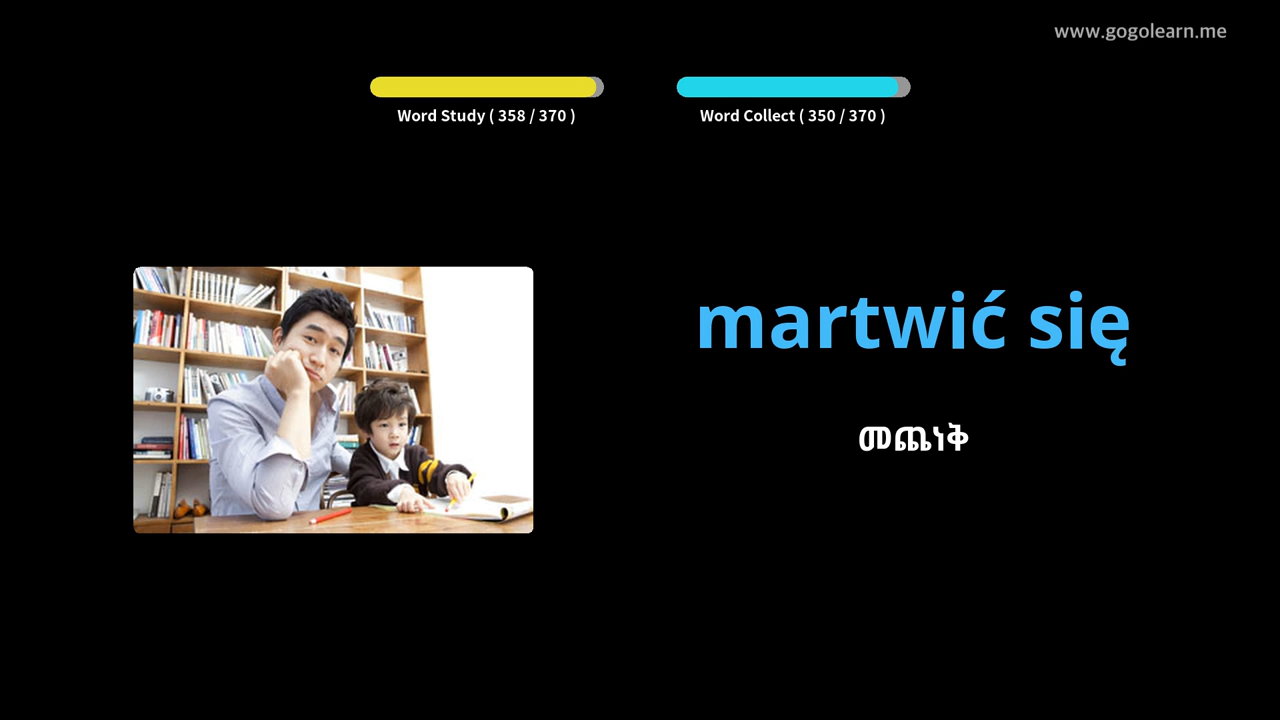 www.gogolearn.me
Word Study ( 358 / 370 )
Word Collect ( 350 / 370 )
martwić się
መጨነቅ